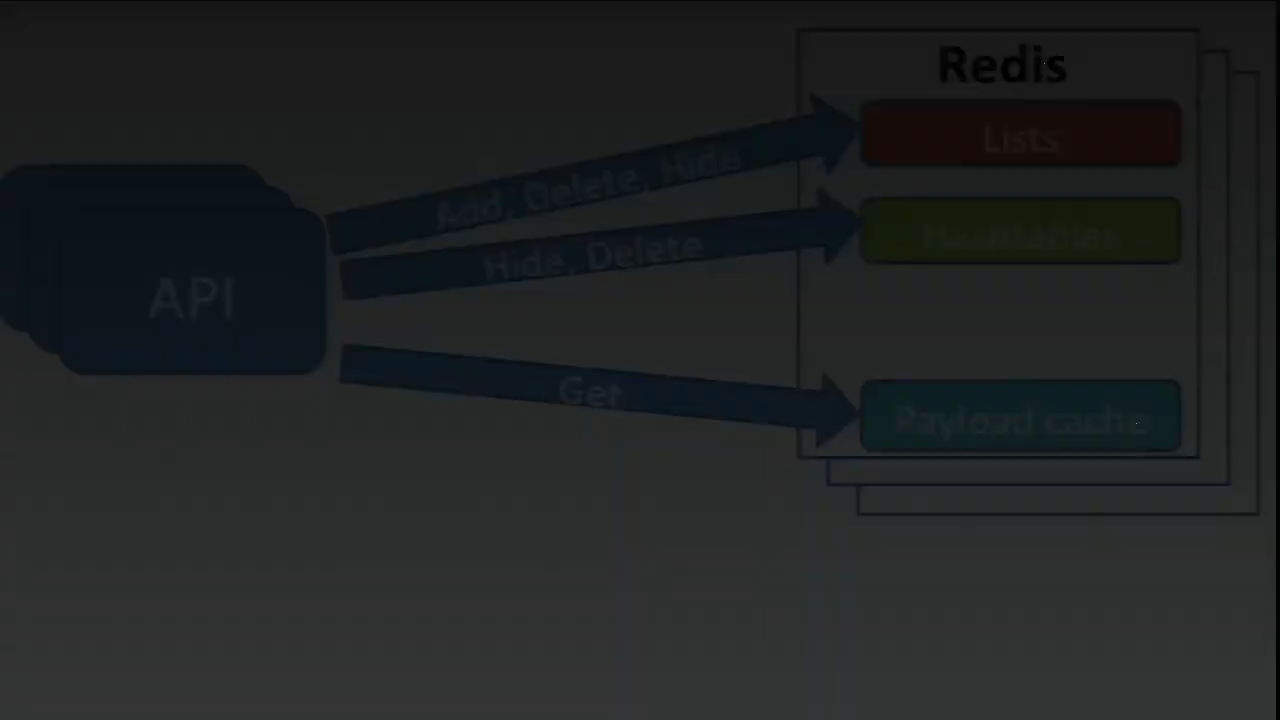 Redis
Lists
Add, Delete, Hide
Hide, Delete
API
Get
Payload cache